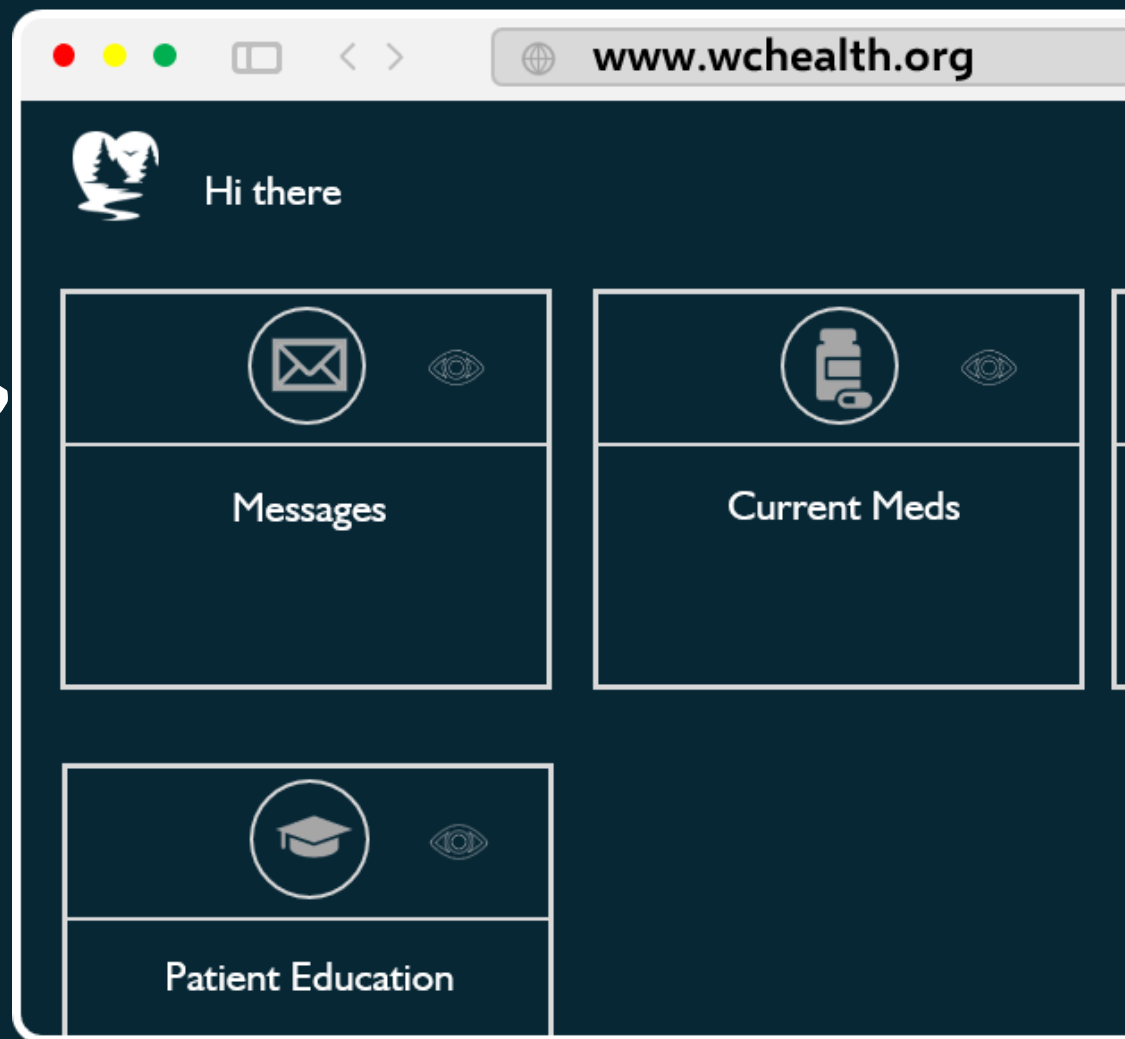 www.wchealth.org
Hi there
Messages
Current Meds
Patient Education